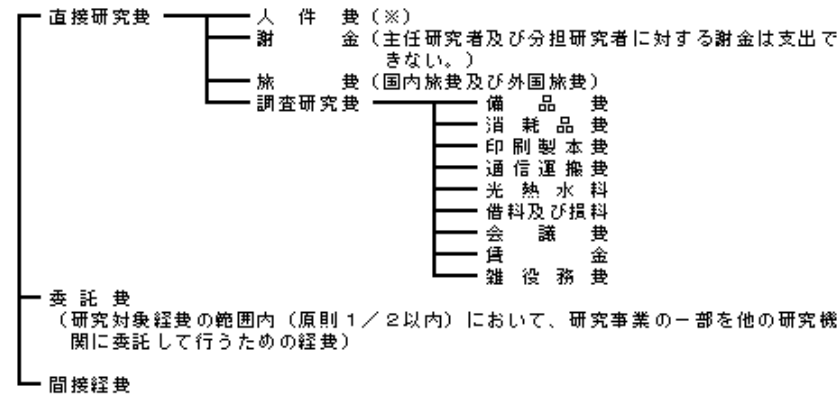 直接研究費 人件費（※）
謝金（主任研究者及び分担研究者に対する謝金は支出で
きない。）
旅費（国内旅費及び外国旅費）
調査研究費 備品費
消耗品費
印刷製本費
通信運搬費
光熱水料
借料及び損料
会議費
賃金
雑役務費
委託費
（研究対象経費の範囲内（原則１／２以内）において、研究事業の一部を他の研究機
関に委託して行うための経費）
間接経費